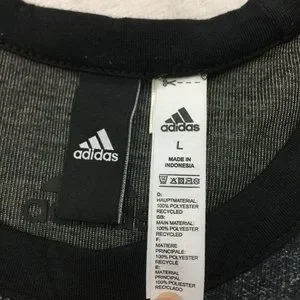 adidas
adidas
L
MADE IN
INDONESIA
D:
HAUPTMATERIAL:
100% POLYESTER
RECYCELT
GB:
MAIN MATERIAL:
100% POLYESTER
RECYCLED
F:
MATIERE
PRINCIPALE:
100% POLYESTER
RECYCLE
E:
MATERIAL
PRINCIPAL:
100% POLIESTER
RECICLADO